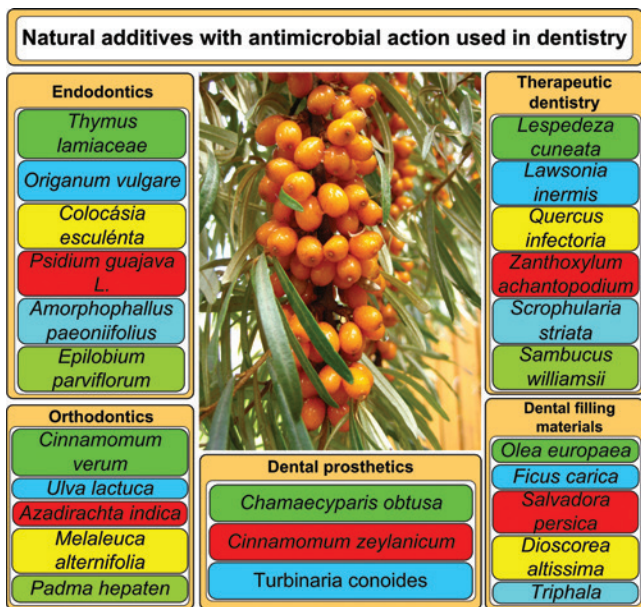 Natural additives with antimicrobial action used in dentistry
Endodontics
Thymus
lamiaceae
Origanum vulgare
Colocásia
esculénta
Psidium guajava
L.
Amorphophallus
paeoniifolius
Epilobium
parviflorum
Orthodontics
Cinnamomum
verum
Ulva lactuca
Azadirachta indica
Melaleuca
alternifolia
Padma hepaten
Dental prosthetics
Chamaecyparis obtusa
Cinnamomum zeylanicum
Turbinaria conoides
Therapeutic
dentistry
Lespedeza
cuneata
Lawsonia
inermis
Quercus
infectoria
Zanthoxylum
achantopodium
Scrophularia
striata
Sambucus
williamsii
Dental filling
materials
Olea europaea
Ficus carica
Salvadora
persica
Dioscorea
altissima
Triphala